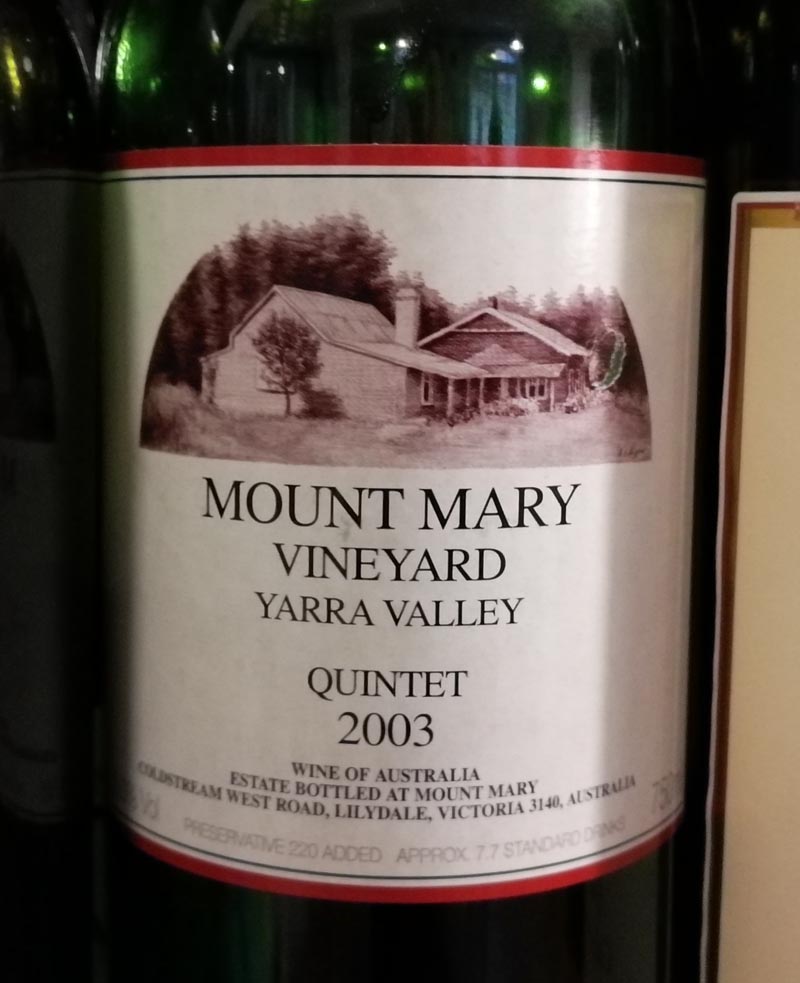 MOUNT MARY
VINEYARD
YARRA VALLEY
QUINTET
2003
WINE OF AUSTRALIA
ESTATE BOTTLED AT MOUNT MARY
COLDSTREAM WEST ROAD, LILYDALE, VICTORIA 3140, AUSTRALIA
PRESERVATIVE 220 ADDED APPROX. 7.7 STANDARD DRINKS